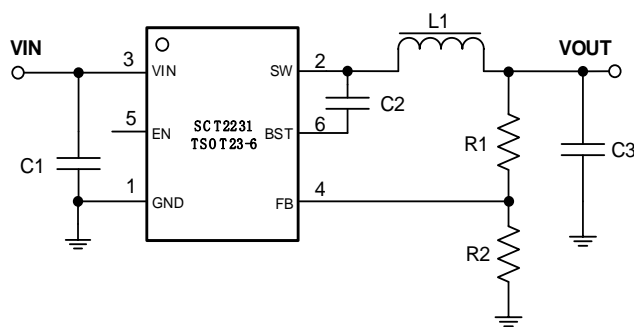 L1
VIN
VOUT
3
VIN
SW
2
C2
SCT2231
TSOT23-6
5
EN
BST
6
R1
C1
C3
1
GND
FB
4
R2